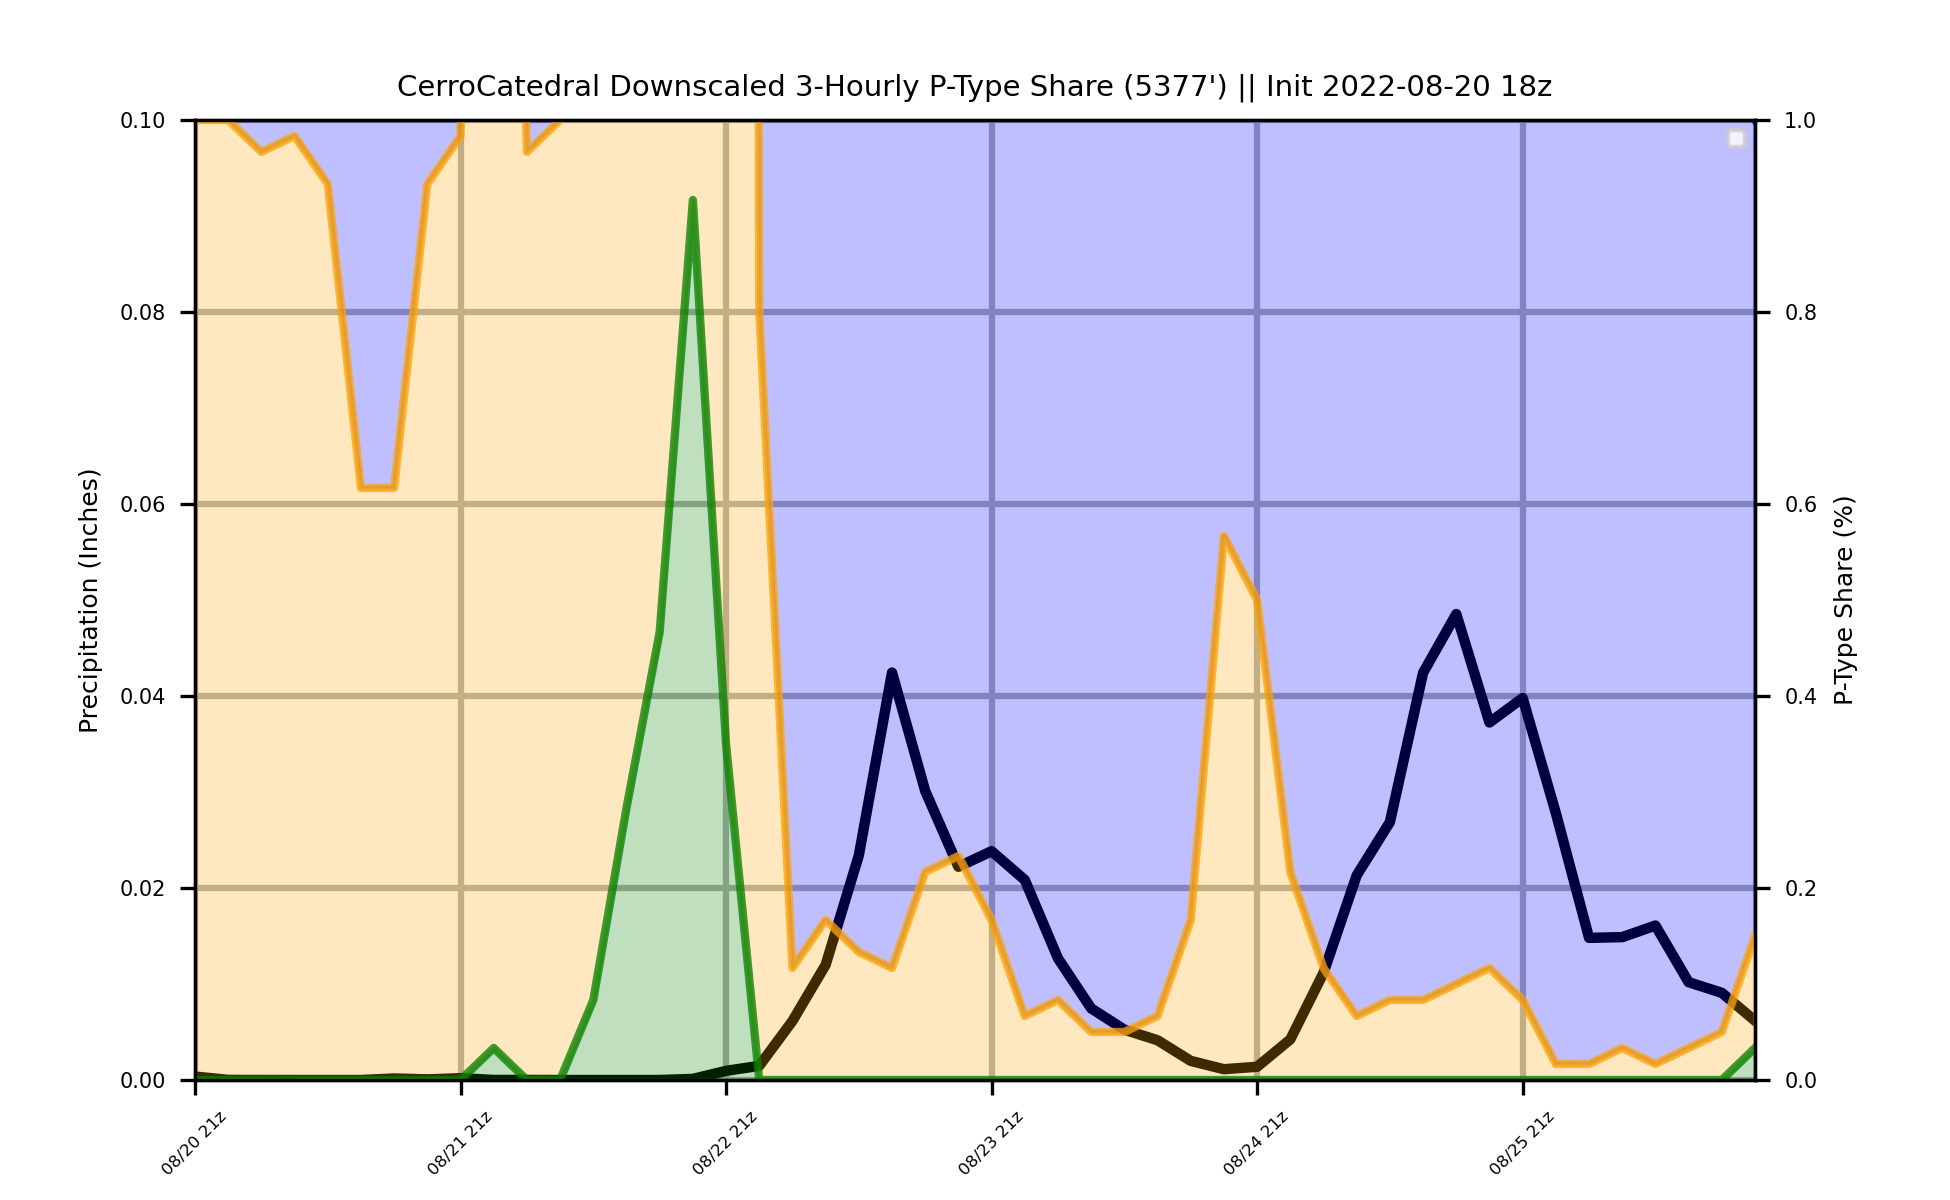 CerroCatedral Downscaled 3-Hourly P-Type Share (5377') || Init 2022-08-20 18z
0.10
0.08
0.06
0.04
0.02
0.00
Precipitation (Inches)
1.0
0.8
0.6
0.4
0.2
0.0
P-Type Share (%)
08/20 21z
08/21 21z
08/22 21z
08/23 21z
08/24 21z
08/25 21z